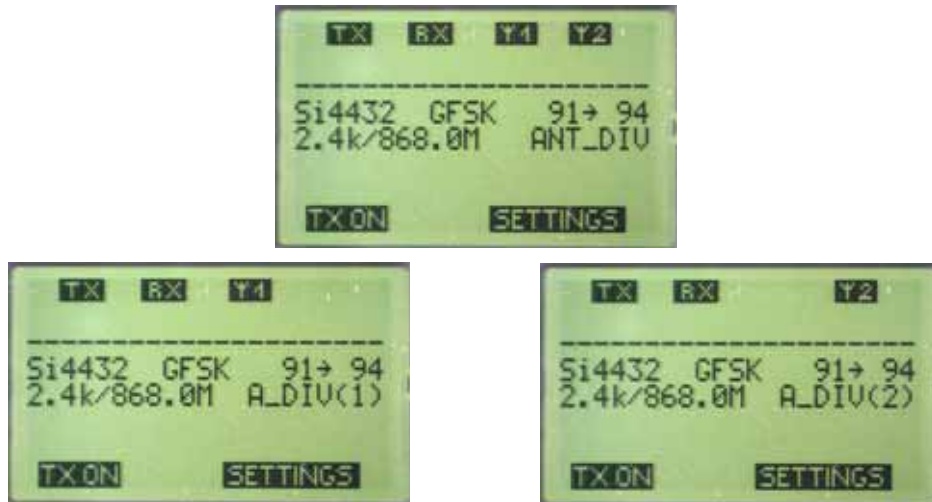 TX RX Y1 Y2
Si4432 GFSK 91→ 94
2.4k/868.0M ANT_DIV
TX ON SETTINGS
TX RX Y1
Si4432 GFSK 91→ 94
2.4k/868.0M A_DIV(1)
TX ON SETTINGS
TX RX Y2
Si4432 GFSK 91→ 94
2.4k/868.0M A_DIV(2)
TX ON SETTINGS